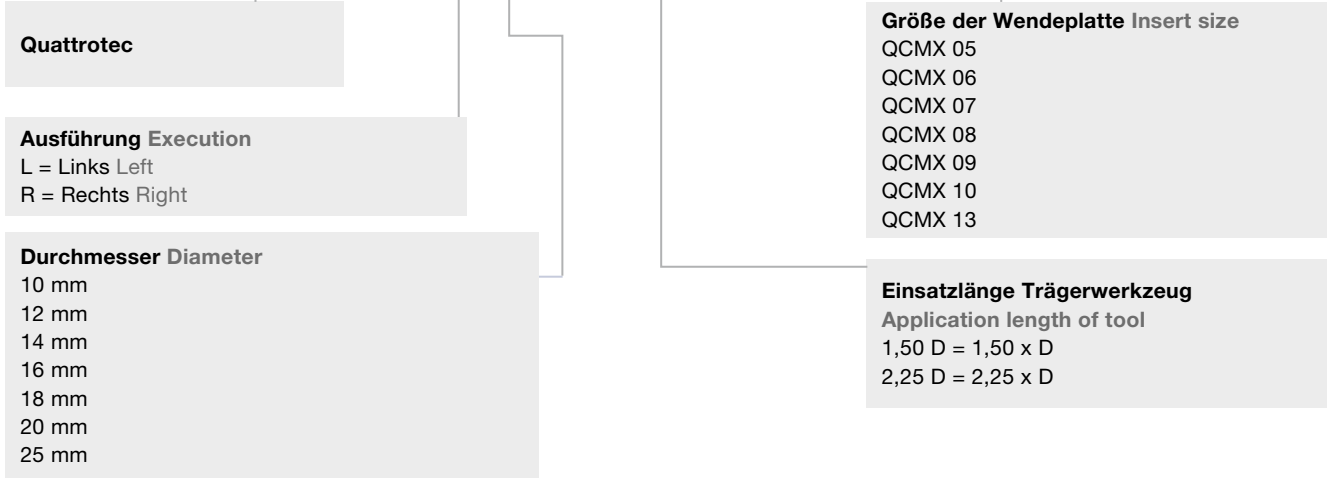 Quattrotec
Ausführung Execution
L = Links Left
R = Rechts Right
Durchmesser Diameter
10 mm
12 mm
14 mm
16 mm
18 mm
20 mm
25 mm
Größe der Wendeplatte Insert size
QCMX 05
QCMX 06
QCMX 07
QCMX 08
QCMX 09
QCMX 10
QCMX 13
Einsatzlänge Trägerwerkzeug
Application length of tool
1,50 D = 1,50 x D
2,25 D = 2,25 x D